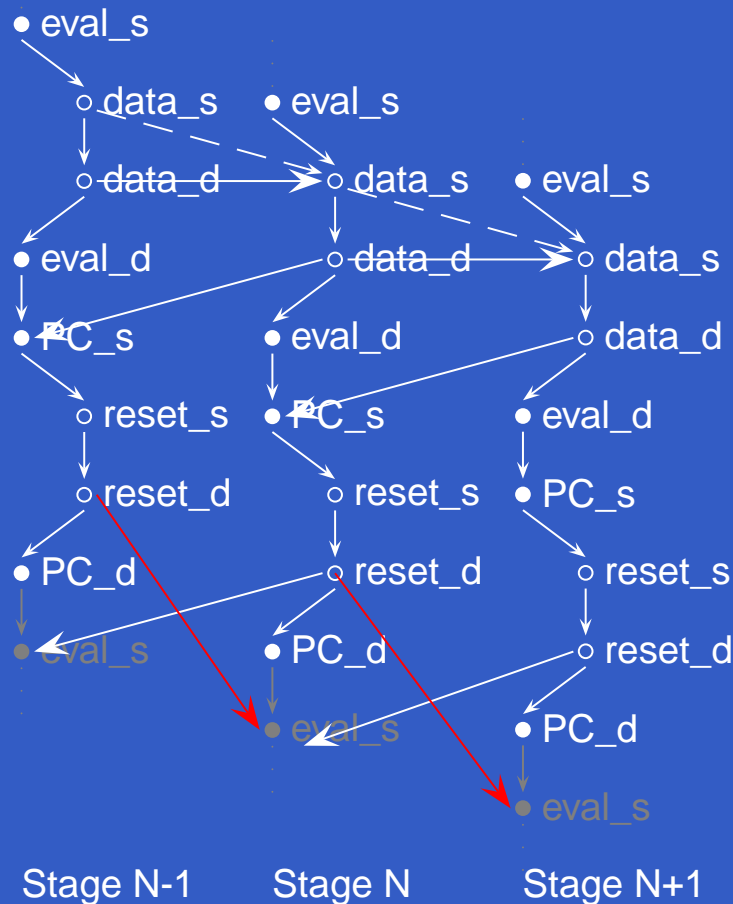 eval_s
data_s eval_s
data_d data_s eval_s
eval_d data_d data_s
PC_s eval_d data_d
reset_s PC_s eval_d
reset_d reset_s PC_s
PC_d reset_d reset_s
eval_s PC_d reset_d
eval_s PC_d
eval_s
Stage N-1 Stage N Stage N+1